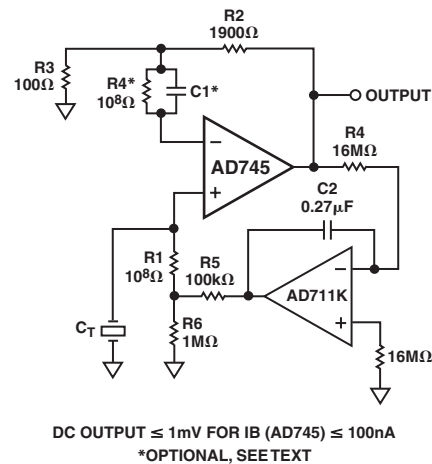 R2
1900Ω
R3
100Ω
R4*
10⁸Ω
C1*
OUTPUT
−
AD745
+
R4
16MΩ
C2
0.27μF
R1
10⁸Ω
R5
100kΩ
−
AD711K
+
CT
R6
1MΩ
16MΩ
DC OUTPUT ≤ 1mV FOR IB (AD745) ≤ 100nA
*OPTIONAL, SEE TEXT